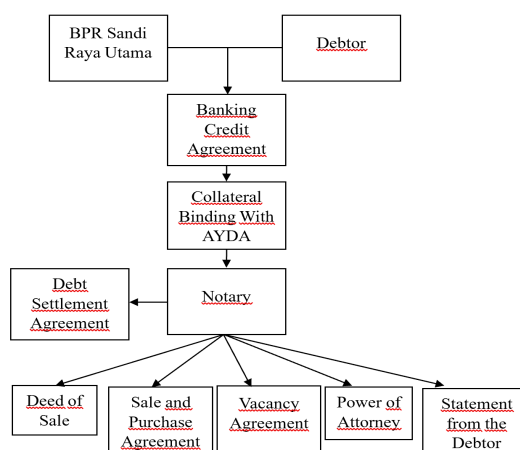 BPR Sandi
Raya Utama
Debtor
Banking
Credit
Agreement
Collateral
Binding With
AYDA
Debt
Settlement
Agreement
Notary
Deed of
Sale
Sale and
Purchase
Agreement
Vacancy
Agreement
Power of
Attorney
Statement
from the
Debtor